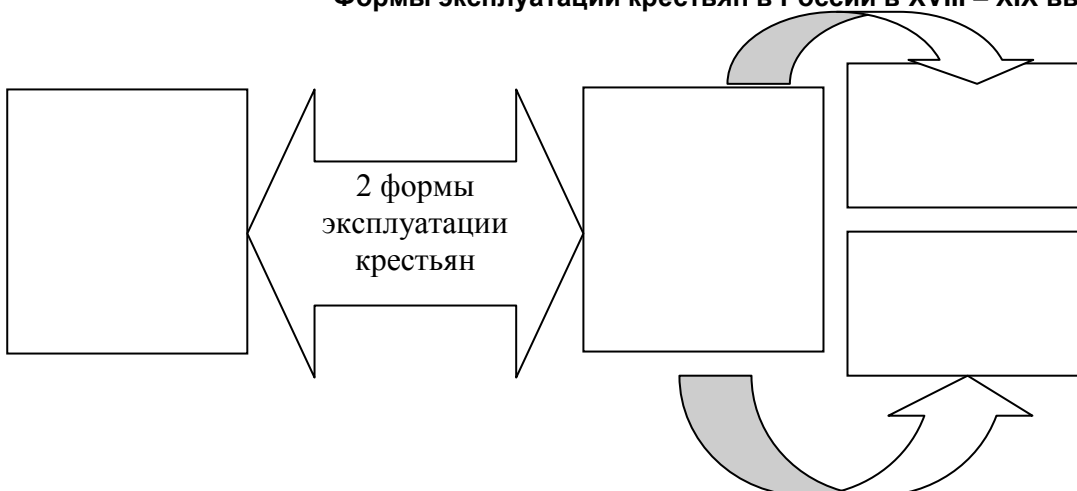 Формы эксплуатации крестьян в России в XVIII – XIX вв
2 формы
эксплуатации
крестьян